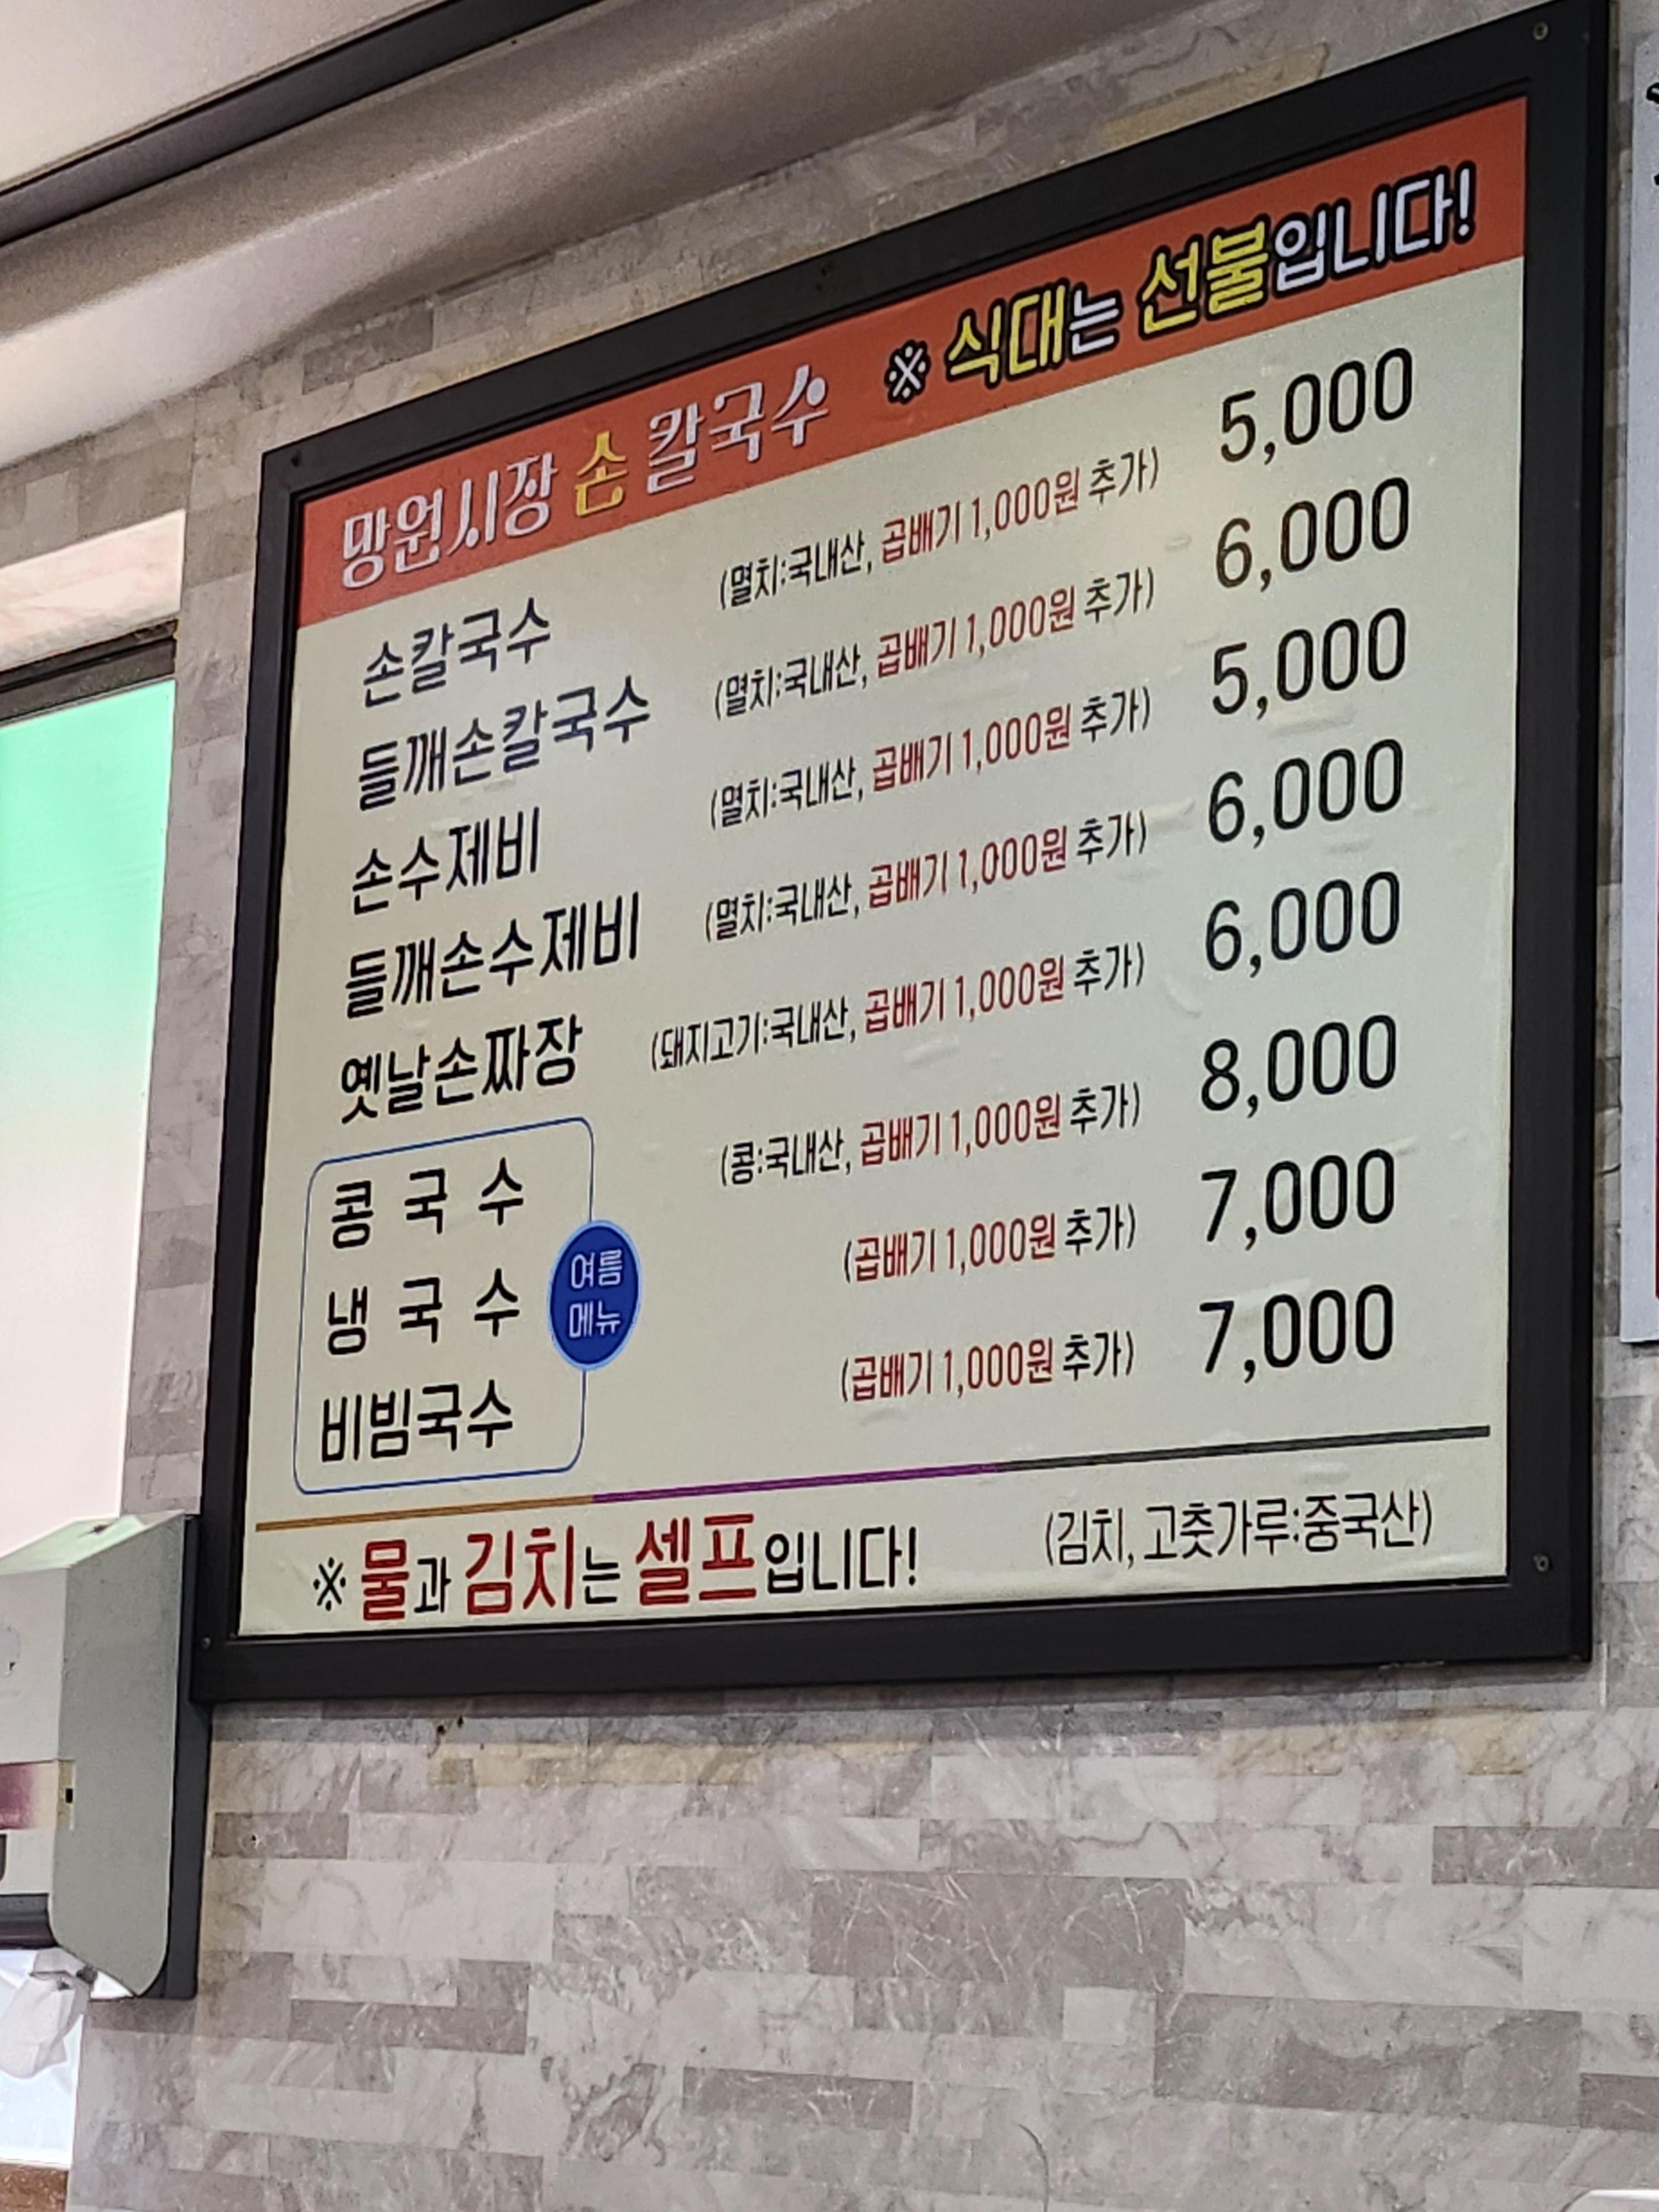 망원시장 손 칼국수 ※ 식대는 선불입니다!
손칼국수 (멸치:국내산, 곱배기 1,000원 추가) 5,000
들깨손칼국수 (멸치:국내산, 곱배기 1,000원 추가) 6,000
손수제비 (멸치:국내산, 곱배기 1,000원 추가) 5,000
들깨손수제비 (멸치:국내산, 곱배기 1,000원 추가) 6,000
옛날손짜장 (돼지고기:국내산, 곱배기 1,000원 추가) 6,000
콩국수 (콩:국내산, 곱배기 1,000원 추가) 8,000
냉국수 (곱배기 1,000원 추가) 7,000
비빔국수 (곱배기 1,000원 추가) 7,000
여름
메뉴
※ 물과 김치는 셀프입니다! (김치, 고춧가루:중국산)